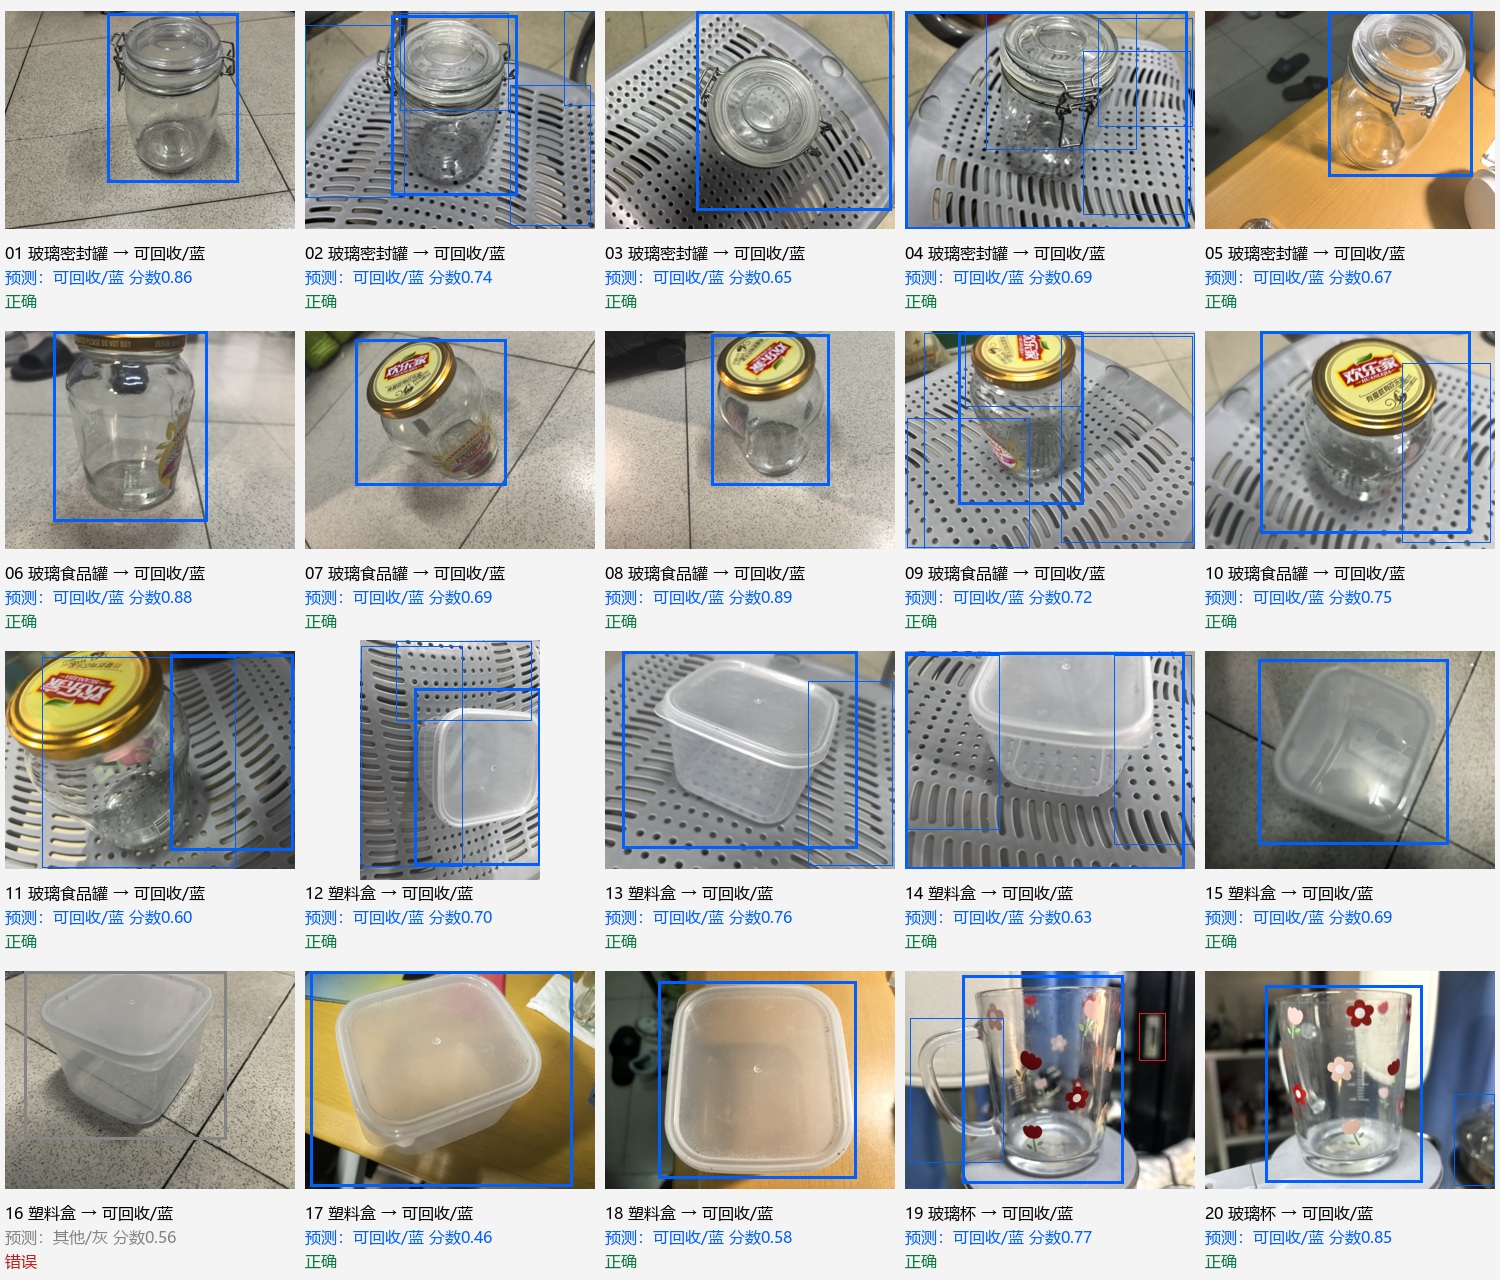 01 玻璃密封罐 → 可回收/蓝
预测：可回收/蓝 分数0.86
正确
02 玻璃密封罐 → 可回收/蓝
预测：可回收/蓝 分数0.74
正确
03 玻璃密封罐 → 可回收/蓝
预测：可回收/蓝 分数0.65
正确
04 玻璃密封罐 → 可回收/蓝
预测：可回收/蓝 分数0.69
正确
05 玻璃密封罐 → 可回收/蓝
预测：可回收/蓝 分数0.67
正确
欢乐家
欢乐家
欢乐家
06 玻璃食品罐 → 可回收/蓝
预测：可回收/蓝 分数0.88
正确
07 玻璃食品罐 → 可回收/蓝
预测：可回收/蓝 分数0.69
正确
08 玻璃食品罐 → 可回收/蓝
预测：可回收/蓝 分数0.89
正确
09 玻璃食品罐 → 可回收/蓝
预测：可回收/蓝 分数0.72
正确
10 玻璃食品罐 → 可回收/蓝
预测：可回收/蓝 分数0.75
正确
欢乐家
11 玻璃食品罐 → 可回收/蓝
预测：可回收/蓝 分数0.60
正确
12 塑料盒 → 可回收/蓝
预测：可回收/蓝 分数0.70
正确
13 塑料盒 → 可回收/蓝
预测：可回收/蓝 分数0.76
正确
14 塑料盒 → 可回收/蓝
预测：可回收/蓝 分数0.63
正确
15 塑料盒 → 可回收/蓝
预测：可回收/蓝 分数0.69
正确
16 塑料盒 → 可回收/蓝
预测：其他/灰 分数0.56
错误
17 塑料盒 → 可回收/蓝
预测：可回收/蓝 分数0.46
正确
18 塑料盒 → 可回收/蓝
预测：可回收/蓝 分数0.58
正确
19 玻璃杯 → 可回收/蓝
预测：可回收/蓝 分数0.77
正确
20 玻璃杯 → 可回收/蓝
预测：可回收/蓝 分数0.85
正确